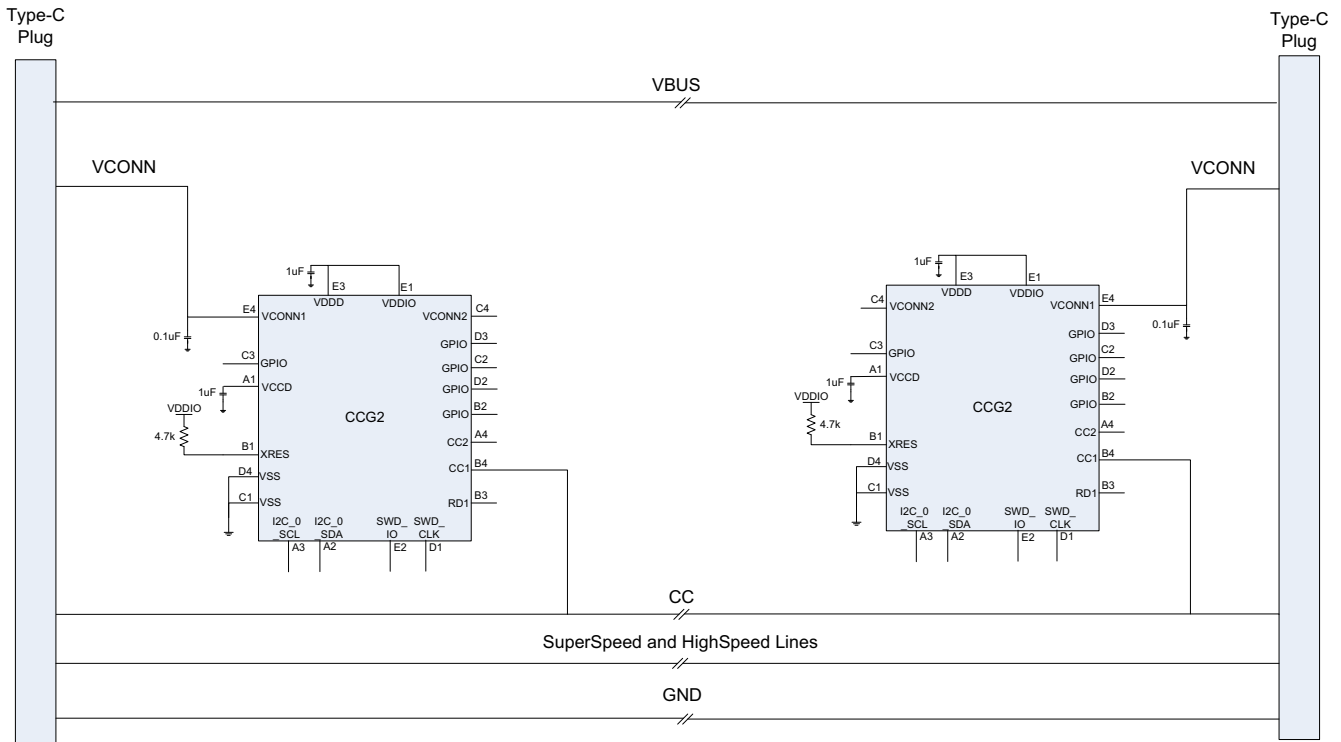 Type-C
Plug
Type-C
Plug
VBUS
VCONN
VCONN
1uF
E3
E1
VDDD
VDDIO
E4
VCONN1
VCONN2
C4
0.1uF
GPIO
D3
C3
GPIO
GPIO
C2
A1
1uF
VCCD
GPIO
D2
VDDIO
GPIO
B2
4.7k
CCG2
CC2
A4
B1
XRES
CC1
B4
D4
VSS
C1
VSS
RD1
B3
I2C_0
_SCL
I2C_0
_SDA
SWD_
IO
SWD_
CLK
A3
A2
E2
D1
1uF
E3
E1
VDDD
VDDIO
C4
VCONN2
VCONN1
E4
0.1uF
GPIO
D3
C3
GPIO
GPIO
C2
A1
1uF
VCCD
GPIO
D2
VDDIO
GPIO
B2
4.7k
CCG2
CC2
A4
B1
XRES
CC1
B4
D4
VSS
C1
VSS
RD1
B3
I2C_0
_SCL
I2C_0
_SDA
SWD_
IO
SWD_
CLK
A3
A2
E2
D1
CC
SuperSpeed and HighSpeed Lines
GND